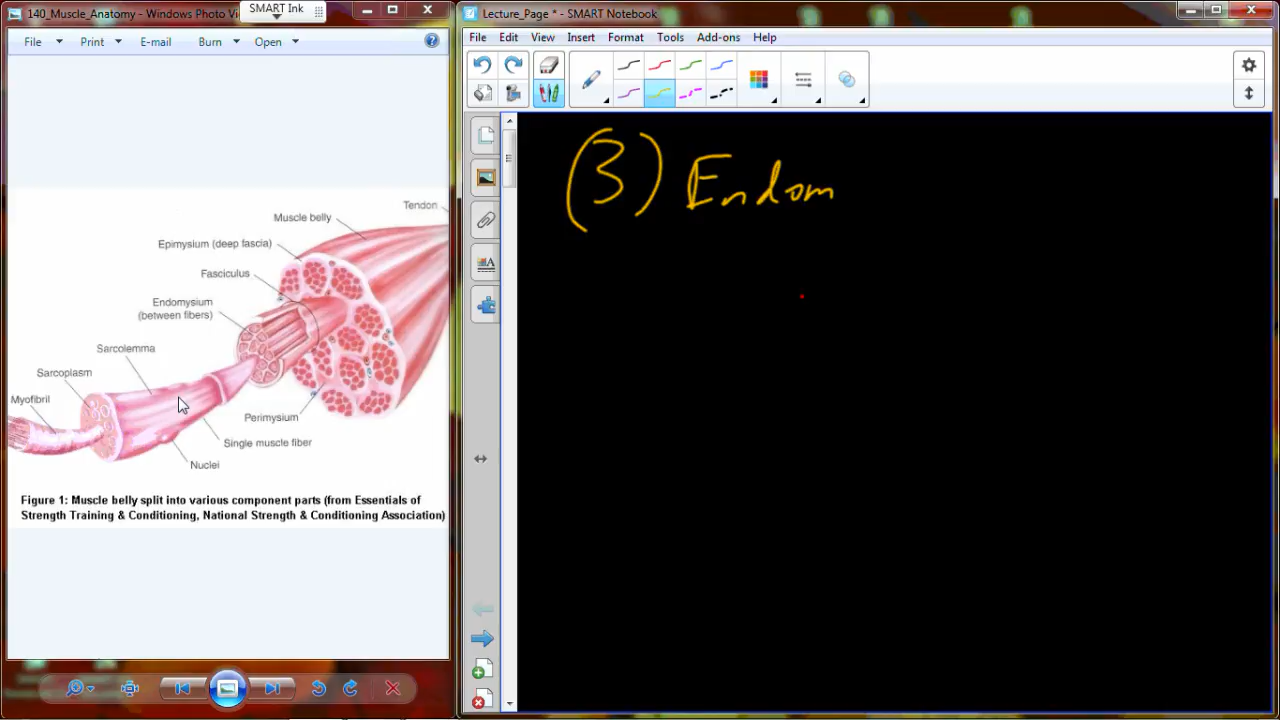 140_Muscle_Anatomy - Windows Photo Vi
SMART Ink
File Print E-mail Burn Open
Tendon
Muscle belly
Epimysium (deep fascia)
Fasciculus
Endomysium
(between fibers)
Sarcolemma
Sarcoplasm
Myofibril
Perimysium
Single muscle fiber
Nuclei
Figure 1: Muscle belly split into various component parts (from Essentials of
Strength Training & Conditioning, National Strength & Conditioning Association)
Lecture_Page * - SMART Notebook
File Edit View Insert Format Tools Add-ons Help
(3) Endom